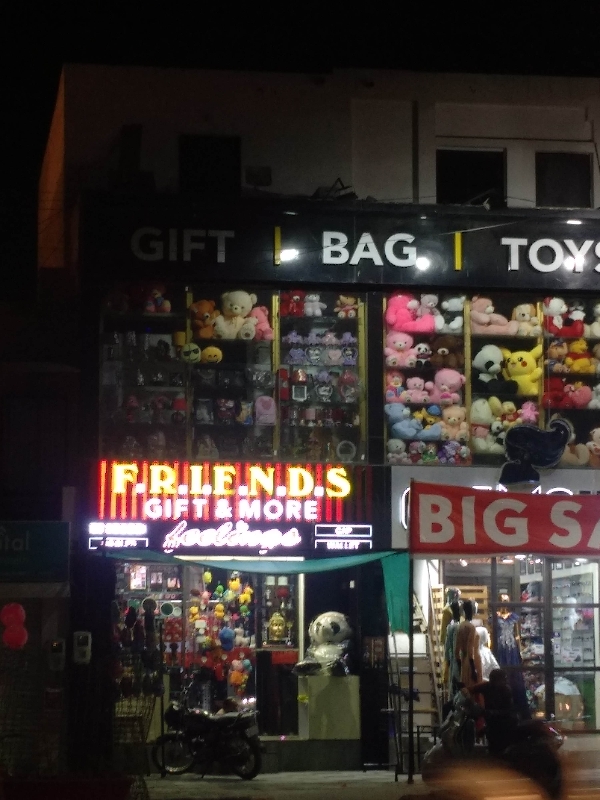 GIFT | BAG | TOYS
F.R.I.E.N.D.S
GIFT & MORE
feelings
BIG SA